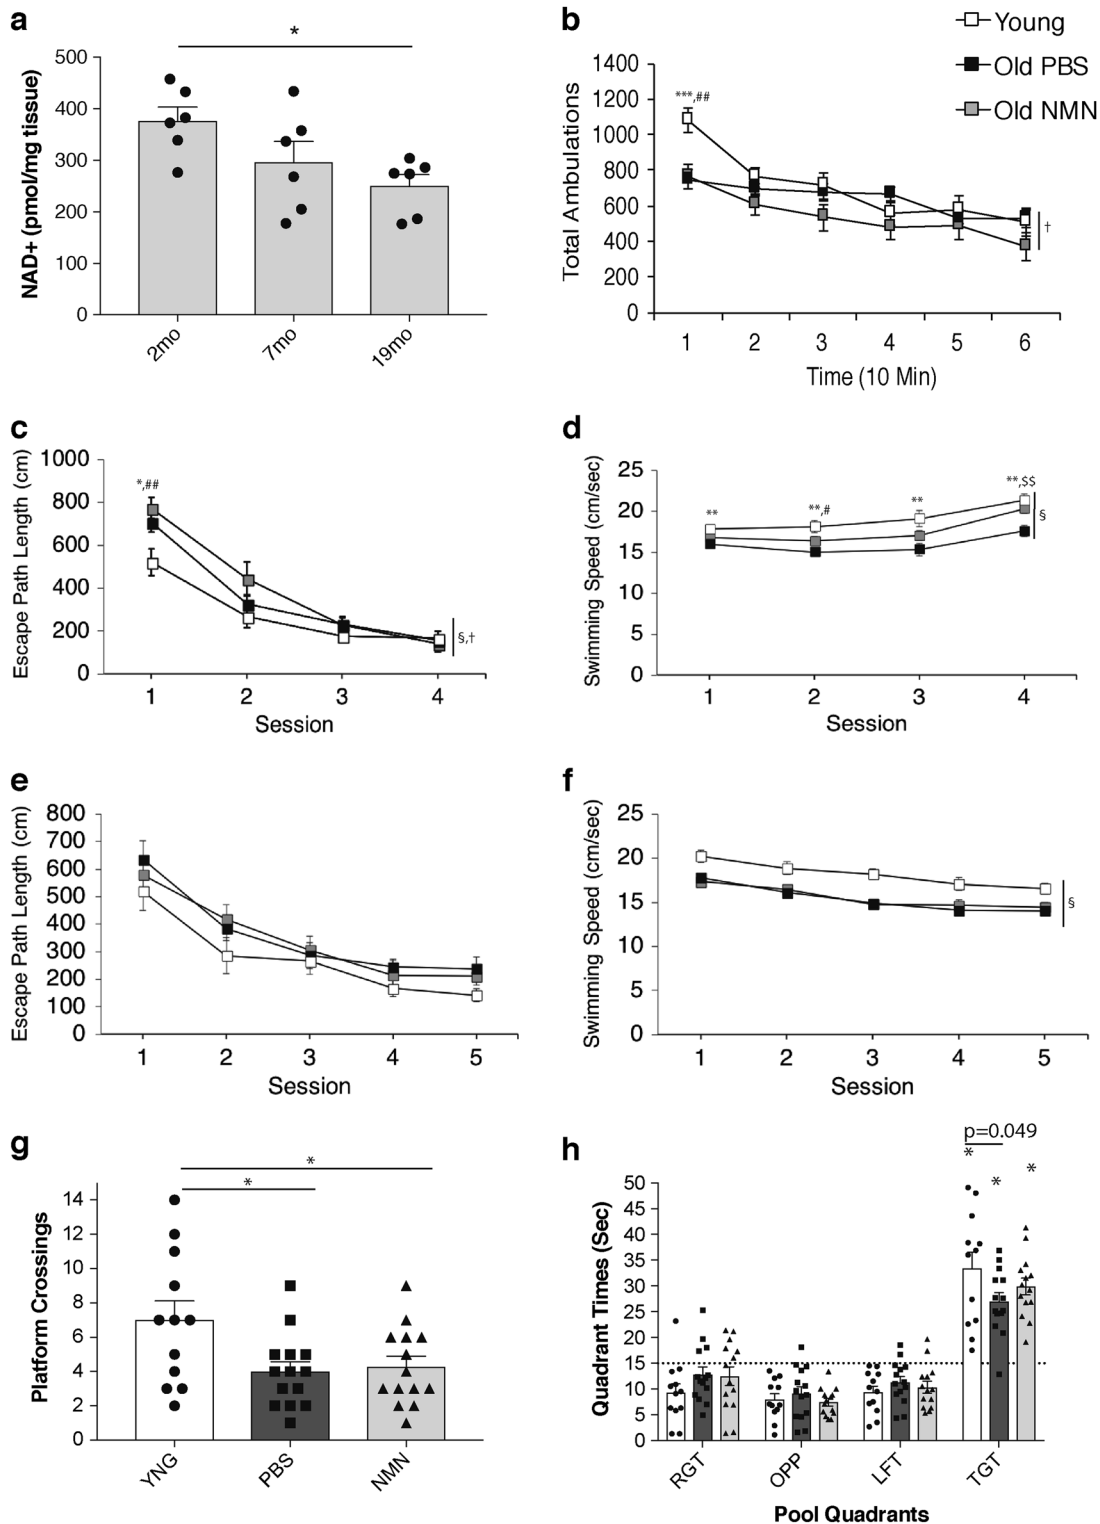 a
*
NAD+ (pmol/mg tissue)
500
400
300
200
100
0
2mo
7mo
19mo
b
Young
Old PBS
Old NMN
Total Ambulations
1400
1200
1000
800
600
400
200
0
***,##
†
1 2 3 4 5 6
Time (10 Min)
c
Escape Path Length (cm)
1000
800
600
400
200
0
*,##
§,†
1 2 3 4
Session
d
Swimming Speed (cm/sec)
25
20
15
10
5
0
**
**,#
**
**,$$
§
1 2 3 4
Session
e
Escape Path Length (cm)
800
700
600
500
400
300
200
100
0
1 2 3 4 5
Session
f
Swimming Speed (cm/sec)
25
20
15
10
5
0
§
1 2 3 4 5
Session
g
*
*
Platform Crossings
14
12
10
8
6
4
2
0
YNG
PBS
NMN
h
p=0.049
*
*
*
Quadrant Times (Sec)
50
45
40
35
30
25
20
15
10
5
0
RGT
OPP
LFT
TGT
Pool Quadrants